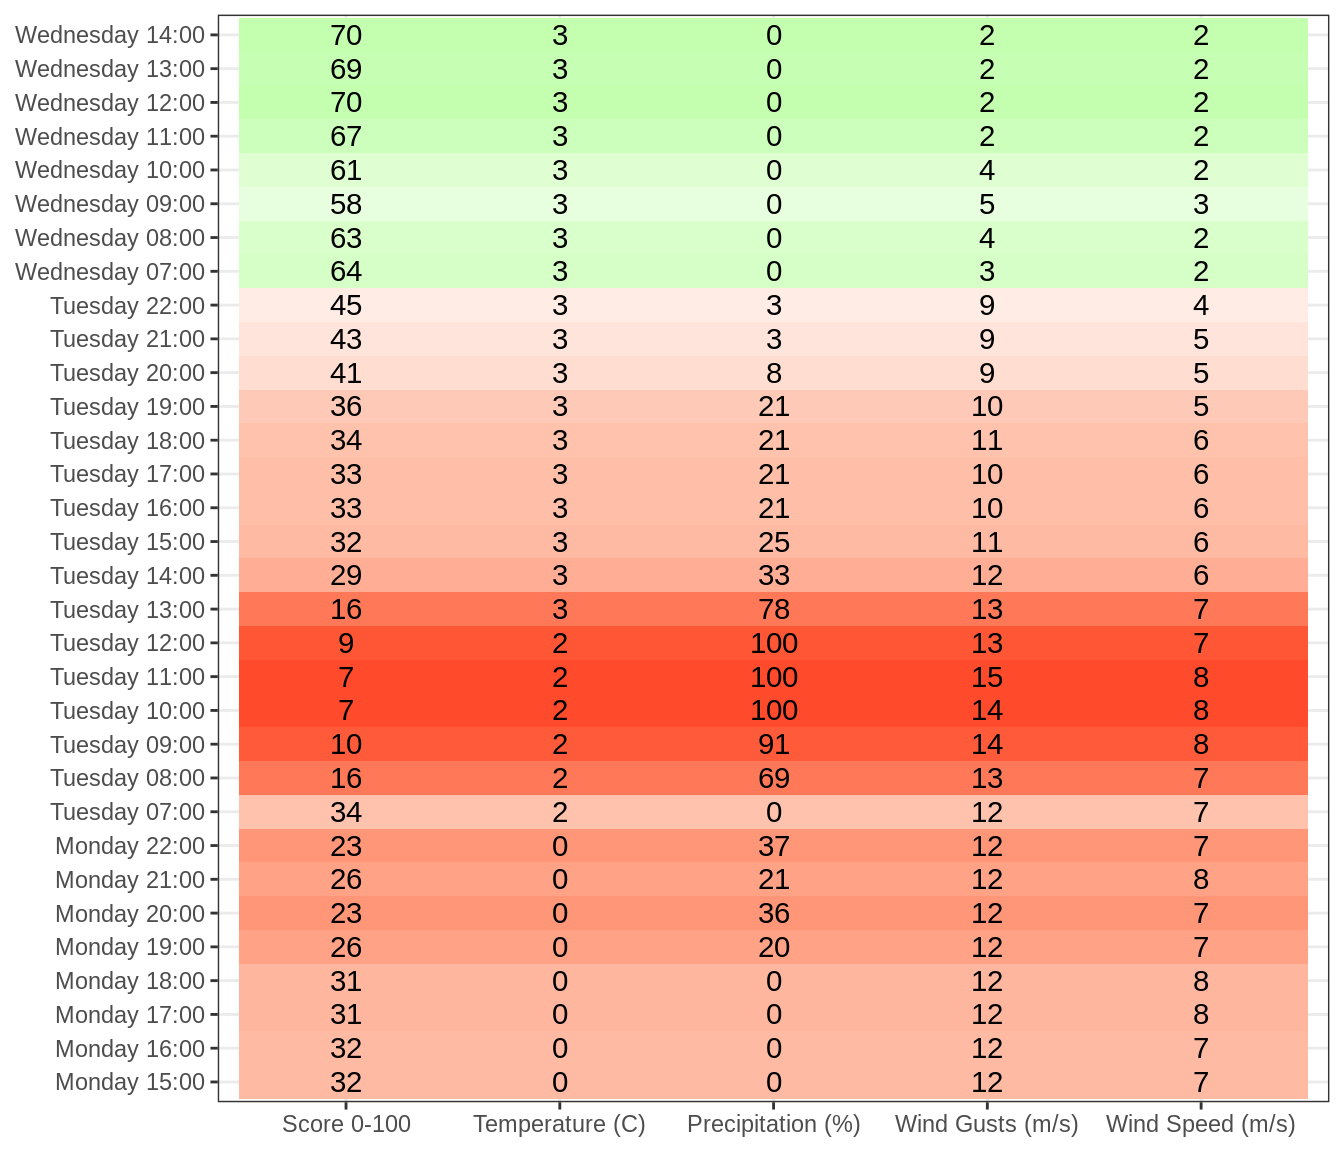 Wednesday 14:00 70 3 0 2 2
Wednesday 13:00 69 3 0 2 2
Wednesday 12:00 70 3 0 2 2
Wednesday 11:00 67 3 0 2 2
Wednesday 10:00 61 3 0 4 2
Wednesday 09:00 58 3 0 5 3
Wednesday 08:00 63 3 0 4 2
Wednesday 07:00 64 3 0 3 2
Tuesday 22:00 45 3 3 9 4
Tuesday 21:00 43 3 3 9 5
Tuesday 20:00 41 3 8 9 5
Tuesday 19:00 36 3 21 10 5
Tuesday 18:00 34 3 21 11 6
Tuesday 17:00 33 3 21 10 6
Tuesday 16:00 33 3 21 10 6
Tuesday 15:00 32 3 25 11 6
Tuesday 14:00 29 3 33 12 6
Tuesday 13:00 16 3 78 13 7
Tuesday 12:00 9 2 100 13 7
Tuesday 11:00 7 2 100 15 8
Tuesday 10:00 7 2 100 14 8
Tuesday 09:00 10 2 91 14 8
Tuesday 08:00 16 2 69 13 7
Tuesday 07:00 34 2 0 12 7
Monday 22:00 23 0 37 12 7
Monday 21:00 26 0 21 12 8
Monday 20:00 23 0 36 12 7
Monday 19:00 26 0 20 12 7
Monday 18:00 31 0 0 12 8
Monday 17:00 31 0 0 12 8
Monday 16:00 32 0 0 12 7
Monday 15:00 32 0 0 12 7
Score 0-100 Temperature (C) Precipitation (%) Wind Gusts (m/s) Wind Speed (m/s)